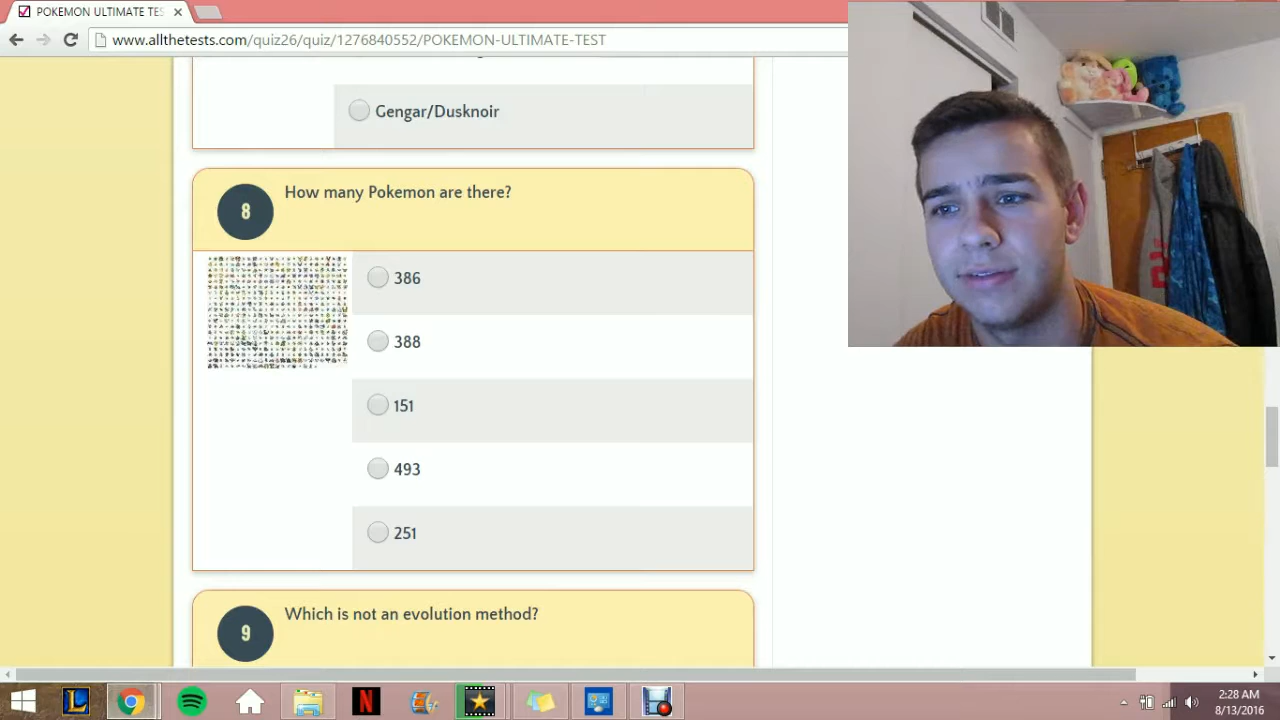 POKEMON ULTIMATE TES
www.allthetests.com/quiz26/quiz/1276840552/POKEMON-ULTIMATE-TEST
Gengar/Dusknoir
8
How many Pokemon are there?
386
388
151
493
251
9
Which is not an evolution method?
2:28 AM
8/13/2016